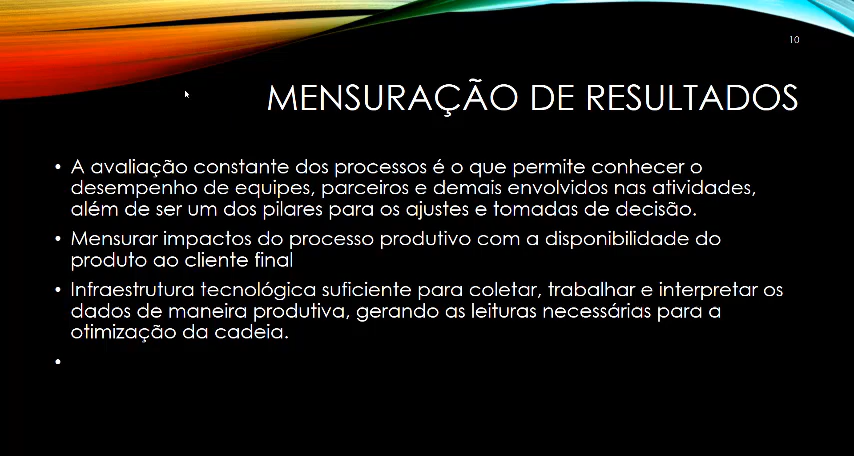 10
MENSURAÇÃO DE RESULTADOS
• A avaliação constante dos processos é o que permite conhecer o
desempenho de equipes, parceiros e demais envolvidos nas atividades,
além de ser um dos pilares para os ajustes e tomadas de decisão.
• Mensurar impactos do processo produtivo com a disponibilidade do
produto ao cliente final
• Infraestrutura tecnológica suficiente para coletar, trabalhar e interpretar os
dados de maneira produtiva, gerando as leituras necessárias para a
otimização da cadeia.
•